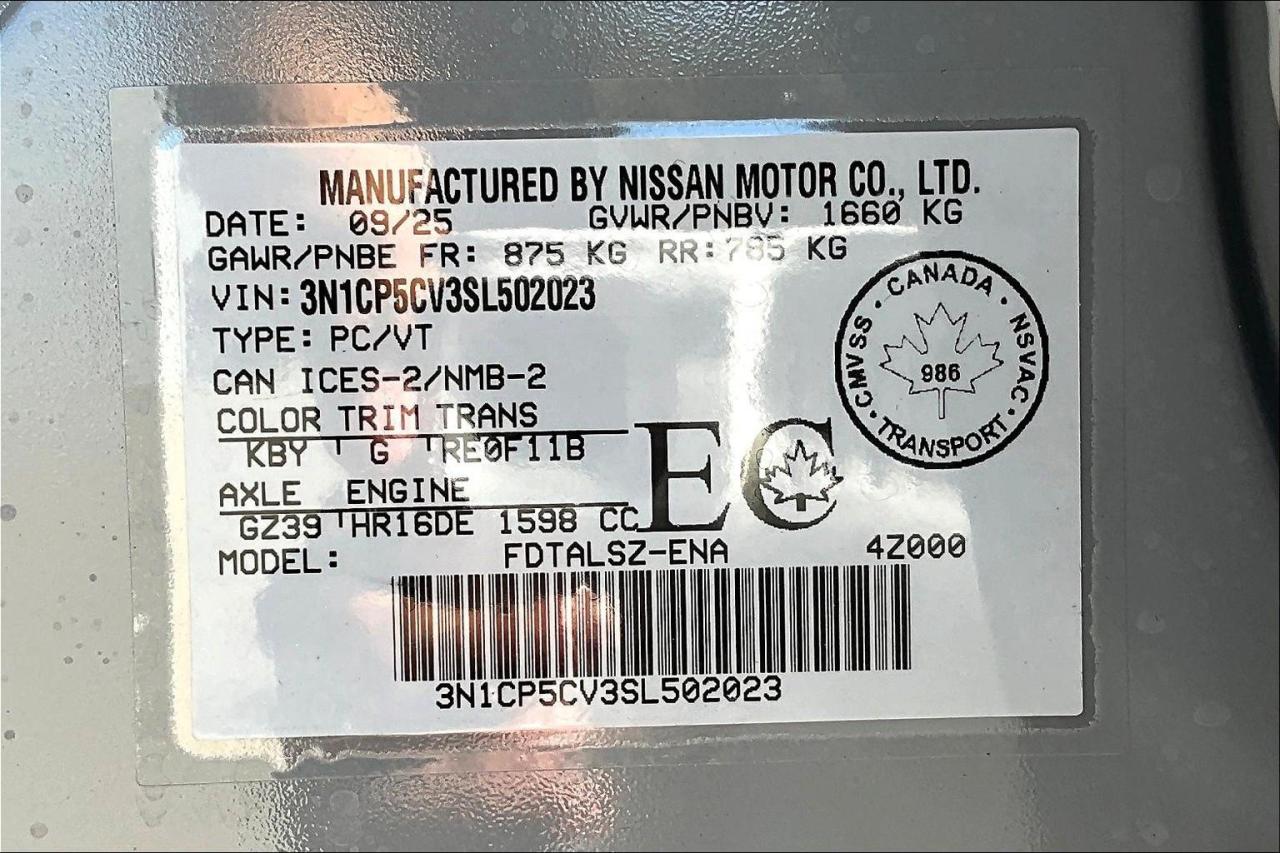 MANUFACTURED BY NISSAN MOTOR CO., LTD.
DATE: 09/25 GVWR/PNBV: 1660 KG
GAWR/PNBE FR: 875 KG RR: 785 KG
VIN: 3N1CP5CV3SL502023
TYPE: PC/VT
CAN ICES-2/NMB-2
COLOR TRIM TRANS
KBY G RE0F11B
AXLE ENGINE
GZ39 HR16DE 1598 CC
EC
CANADA · NSVAC · TRANSPORT · CMVSS ·
986
MODEL: FDTALSZ-ENA 4Z000
3N1CP5CV3SL502023